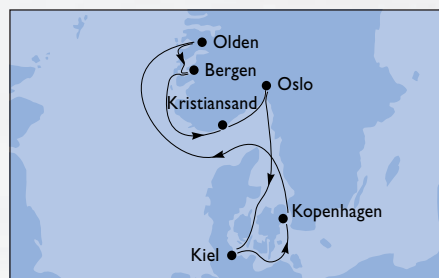 Olden
Bergen
Oslo
Kristiansand
Kopenhagen
Kiel